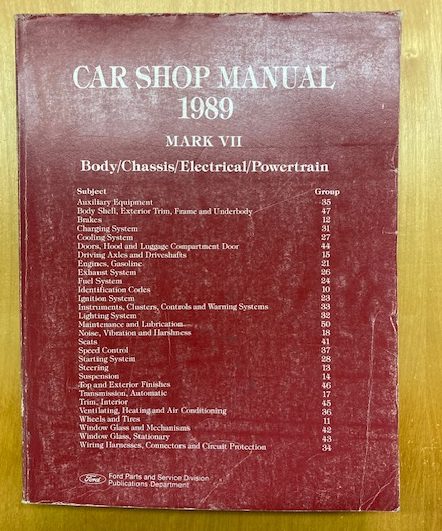 CAR SHOP MANUAL
1989
MARK VII
Body/Chassis/Electrical/Powertrain
Subject Group
Auxiliary Equipment 35
Body Shell, Exterior Trim, Frame and Underbody 47
Brakes 12
Charging System 31
Cooling System 27
Doors, Hood and Luggage Compartment Door 44
Driving Axles and Driveshafts 15
Engines, Gasoline 21
Exhaust System 26
Fuel System 24
Identification Codes 10
Ignition System 23
Instruments, Clusters, Controls and Warning Systems 33
Lighting System 32
Maintenance and Lubrication 50
Noise, Vibration and Harshness 18
Seats 41
Speed Control 37
Starting System 28
Steering 13
Suspension 14
Top and Exterior Finishes 46
Transmission, Automatic 17
Trim, Interior 45
Ventilating, Heating and Air Conditioning 36
Wheels and Tires 11
Window Glass and Mechanisms 42
Window Glass, Stationary 43
Wiring Harnesses, Connectors and Circuit Protection 34
Ford Ford Parts and Service Division
Publications Department